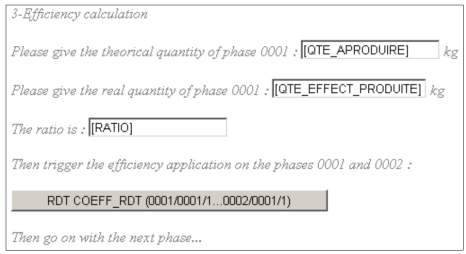 3-Efficiency calculation
Please give the theorical quantity of phase 0001 : [QTE_APRODUIRE] kg
Please give the real quantity of phase 0001 : [QTE_EFFECT_PRODUITE] kg
The ratio is : [RATIO]
Then trigger the efficiency application on the phases 0001 and 0002 :
RDT COEFF_RDT (0001/0001/1...0002/0001/1)
Then go on with the next phase...